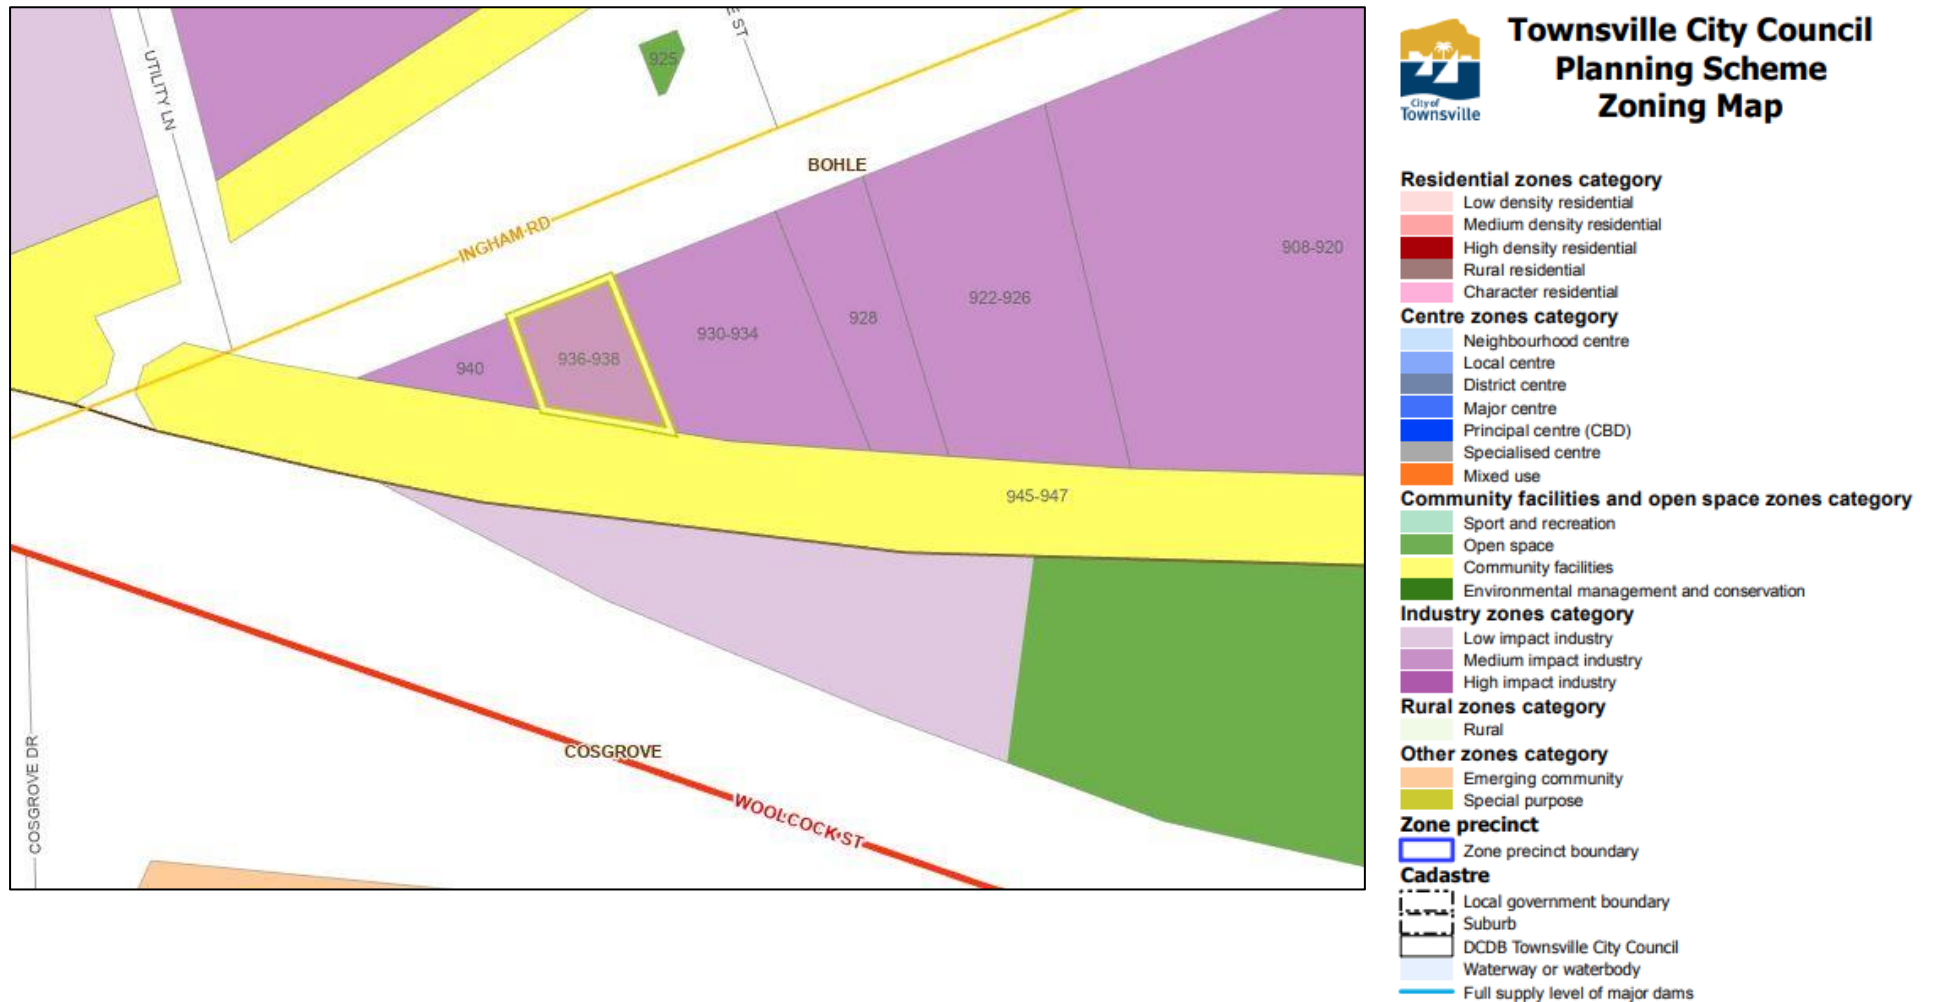 UTILITY LN
ST
925
BOHLE
INGHAM RD
908-920
922-926
928
930-934
936-938
940
945-947
COSGROVE DR
COSGROVE
WOOLCOCK ST
City of
Townsville
Townsville City Council
Planning Scheme
Zoning Map
Residential zones category
Low density residential
Medium density residential
High density residential
Rural residential
Character residential
Centre zones category
Neighbourhood centre
Local centre
District centre
Major centre
Principal centre (CBD)
Specialised centre
Mixed use
Community facilities and open space zones category
Sport and recreation
Open space
Community facilities
Environmental management and conservation
Industry zones category
Low impact industry
Medium impact industry
High impact industry
Rural zones category
Rural
Other zones category
Emerging community
Special purpose
Zone precinct
Zone precinct boundary
Cadastre
Local government boundary
Suburb
DCDB Townsville City Council
Waterway or waterbody
Full supply level of major dams